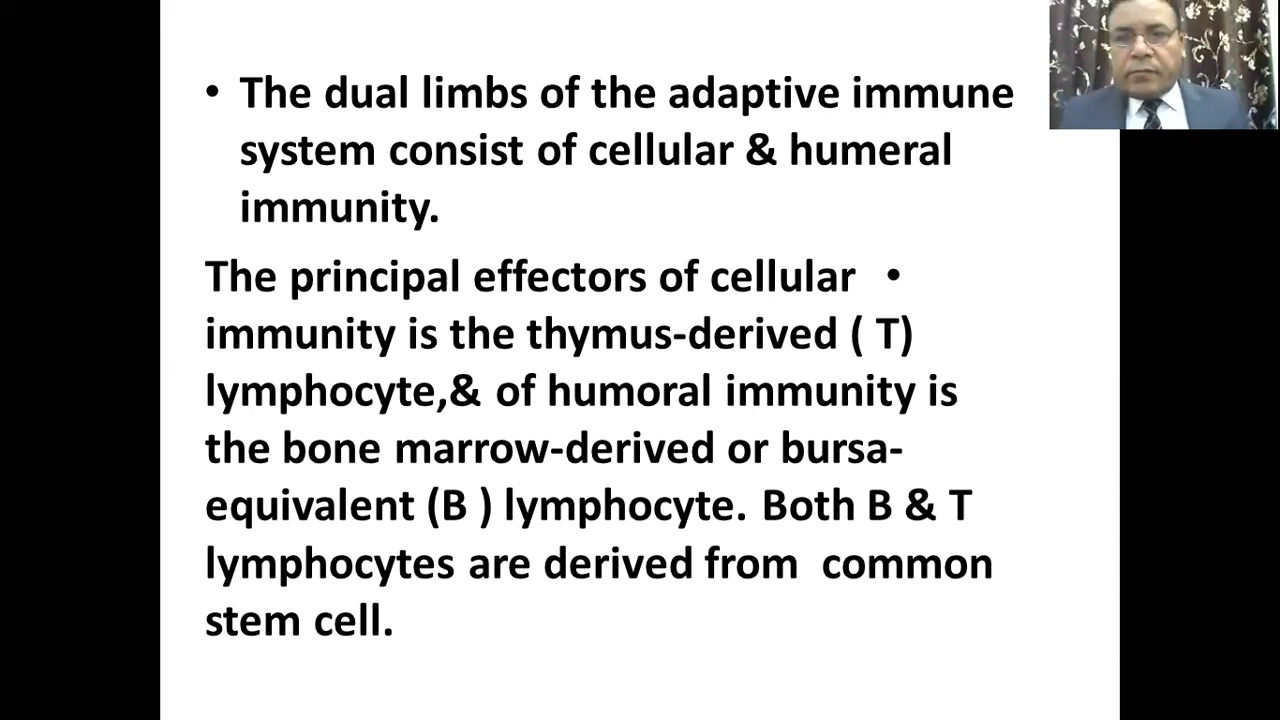 • The dual limbs of the adaptive immune
system consist of cellular & humeral
immunity.
The principal effectors of cellular •
immunity is the thymus-derived ( T)
lymphocyte,& of humoral immunity is
the bone marrow-derived or bursa-
equivalent (B ) lymphocyte. Both B & T
lymphocytes are derived from  common
stem cell.